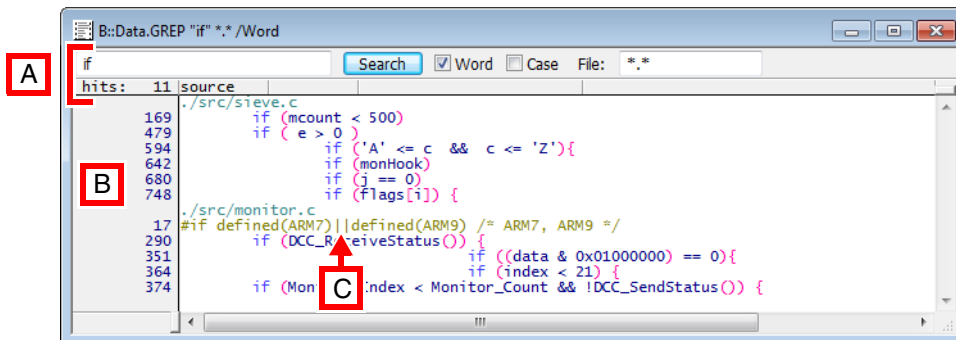 B::Data.GREP "if" *.* /Word
A
if Search Word Case File: *.*
hits: 11 source
./src/sieve.c
169 if (mcount < 500)
479 if ( e > 0 )
594 if ('A' <= c && c <= 'Z'){
642 if (monHook)
B
680 if (j == 0)
748 if (flags[i]) {
./src/monitor.c
17 #if defined(ARM7)||defined(ARM9) /* ARM7, ARM9 */
290 if (DCC_ReceiveStatus()) {
351 if ((data & 0x01000000) == 0){
364 if (index < 21) {
C
374 if (Mon Index < Monitor_Count && !DCC_SendStatus()) {